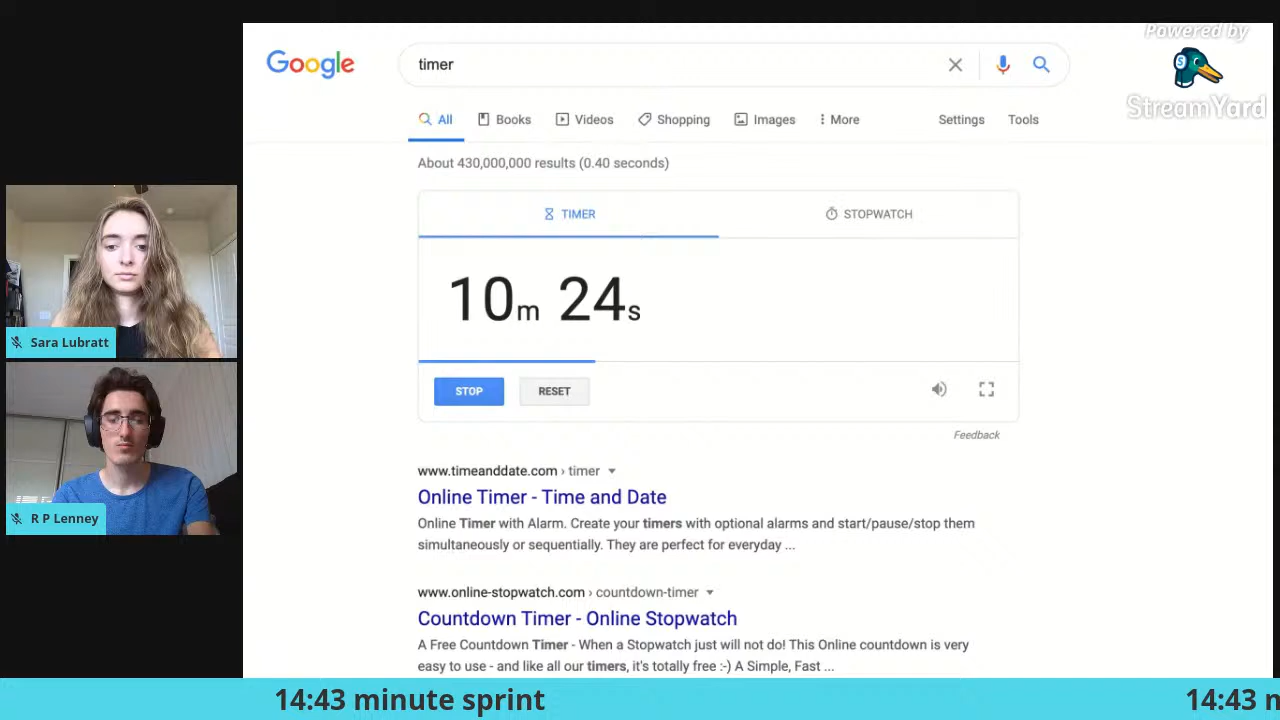 Powered by
StreamYard
Google
timer
All
Books
Videos
Shopping
Images
More
Settings
Tools
About 430,000,000 results (0.40 seconds)
TIMER
STOPWATCH
10m 24s
STOP
RESET
Feedback
www.timeanddate.com › timer
Online Timer - Time and Date
Online Timer with Alarm. Create your timers with optional alarms and start/pause/stop them
simultaneously or sequentially. They are perfect for everyday ...
www.online-stopwatch.com › countdown-timer
Countdown Timer - Online Stopwatch
A Free Countdown Timer - When a Stopwatch just will not do! This Online countdown is very
easy to use - and like all our timers, it's totally free :-) A Simple, Fast ...
Sara Lubratt
R P Lenney
14:43 minute sprint
14:43 m